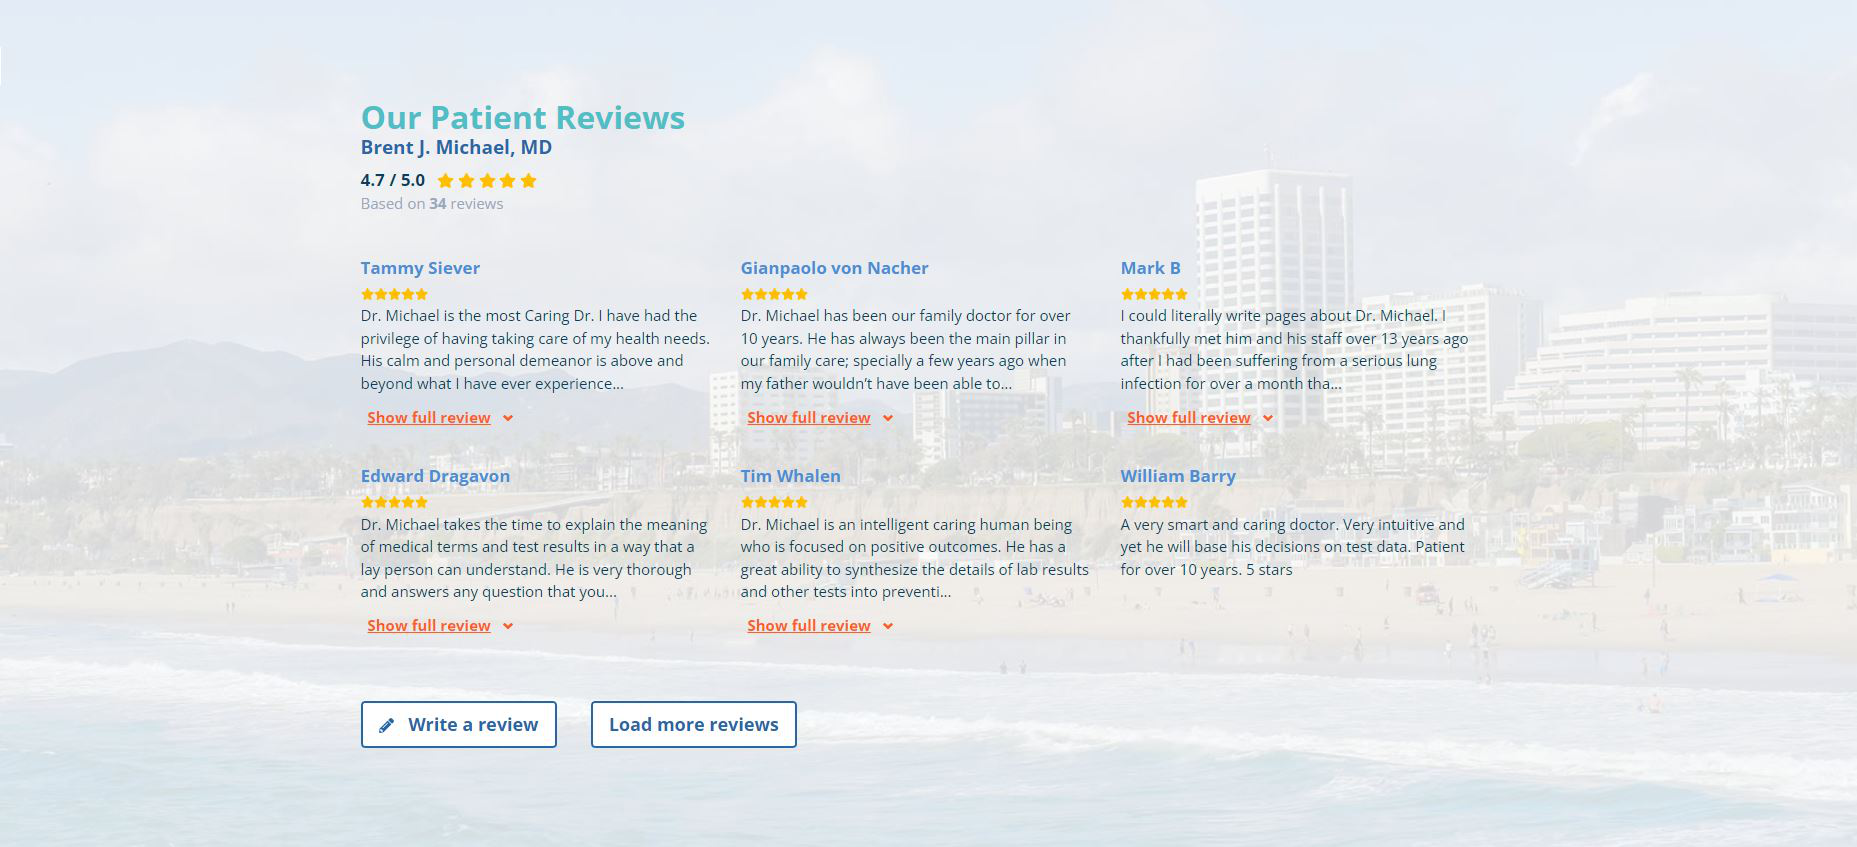 Our Patient Reviews
Brent J. Michael, MD
4.7 / 5.0
Based on 34 reviews
Tammy Siever
Dr. Michael is the most Caring Dr. I have had the
privilege of having taking care of my health needs.
His calm and personal demeanor is above and
beyond what I have ever experience...
Show full review
Gianpaolo von Nacher
Dr. Michael has been our family doctor for over
10 years. He has always been the main pillar in
our family care; specially a few years ago when
my father wouldn't have been able to...
Show full review
Mark B
I could literally write pages about Dr. Michael. I
thankfully met him and his staff over 13 years ago
after I had been suffering from a serious lung
infection for over a month tha...
Show full review
Edward Dragavon
Dr. Michael takes the time to explain the meaning
of medical terms and test results in a way that a
lay person can understand. He is very thorough
and answers any question that you...
Show full review
Tim Whalen
Dr. Michael is an intelligent caring human being
who is focused on positive outcomes. He has a
great ability to synthesize the details of lab results
and other tests into preventi...
Show full review
William Barry
A very smart and caring doctor. Very intuitive and
yet he will base his decisions on test data. Patient
for over 10 years. 5 stars
Write a review
Load more reviews